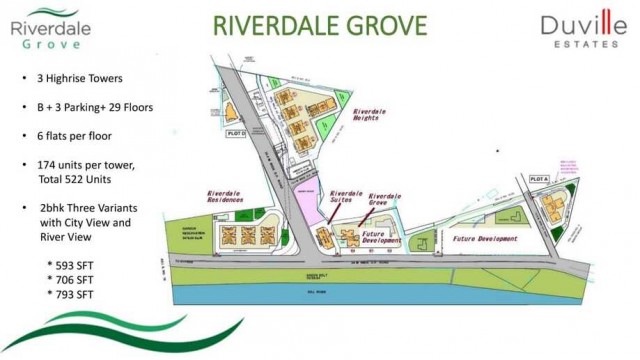 Riverdale
Grove
RIVERDALE GROVE
Duville
ESTATES
• 3 Highrise Towers
• B + 3 Parking+ 29 Floors
• 6 flats per floor
• 174 units per tower,
Total 522 Units
• 2bhk Three Variants
with City View and
River View
* 593 SFT
* 706 SFT
* 793 SFT
Riverdale
Heights
PLOT D
PLOT A
Riverdale
Residences
Riverdale
Suites
Riverdale
Grove
Future
Development
Future Development
GREEN BELT